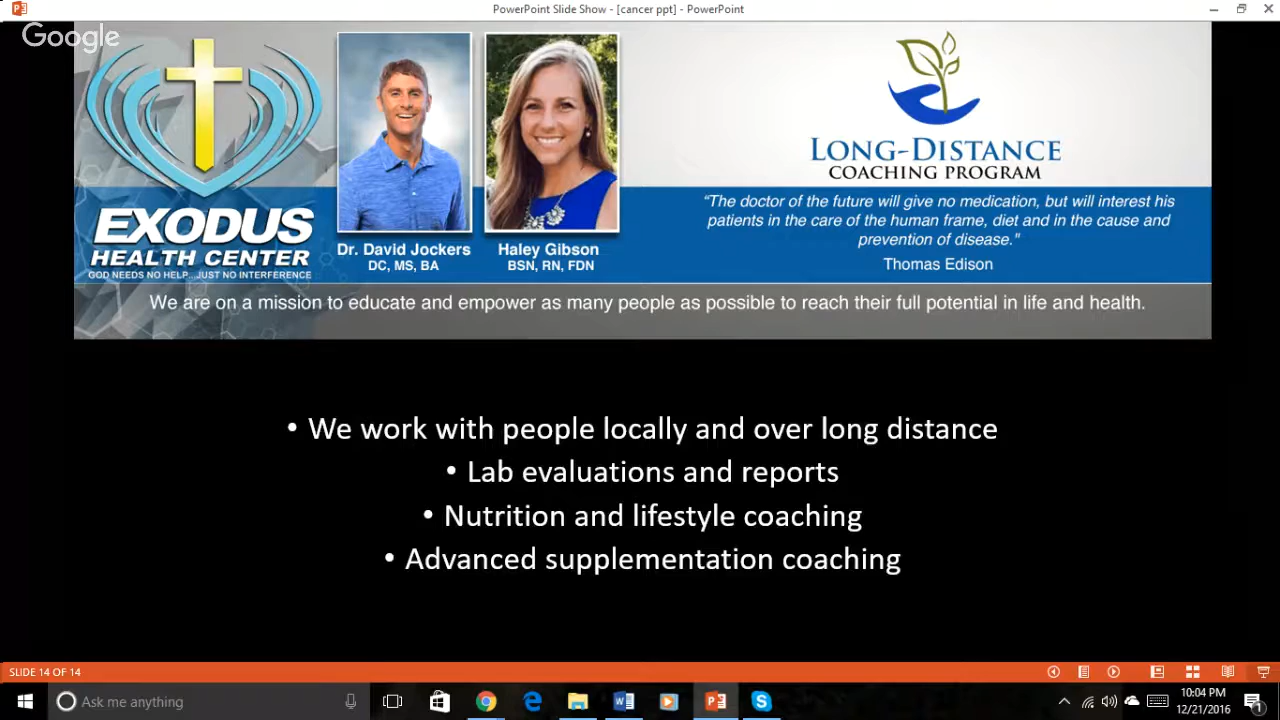 PowerPoint Slide Show - [cancer ppt] - PowerPoint
Google
EXODUS
HEALTH CENTER
GOD NEEDS NO HELP...JUST NO INTERFERENCE
Dr. David Jockers
DC, MS, BA
Haley Gibson
BSN, RN, FDN
LONG-DISTANCE
COACHING PROGRAM
"The doctor of the future will give no medication, but will interest his
patients in the care of the human frame, diet and in the cause and
prevention of disease."
Thomas Edison
We are on a mission to educate and empower as many people as possible to reach their full potential in life and health.
• We work with people locally and over long distance
• Lab evaluations and reports
• Nutrition and lifestyle coaching
• Advanced supplementation coaching
SLIDE 14 OF 14
Ask me anything
10:04 PM
12/21/2016
1